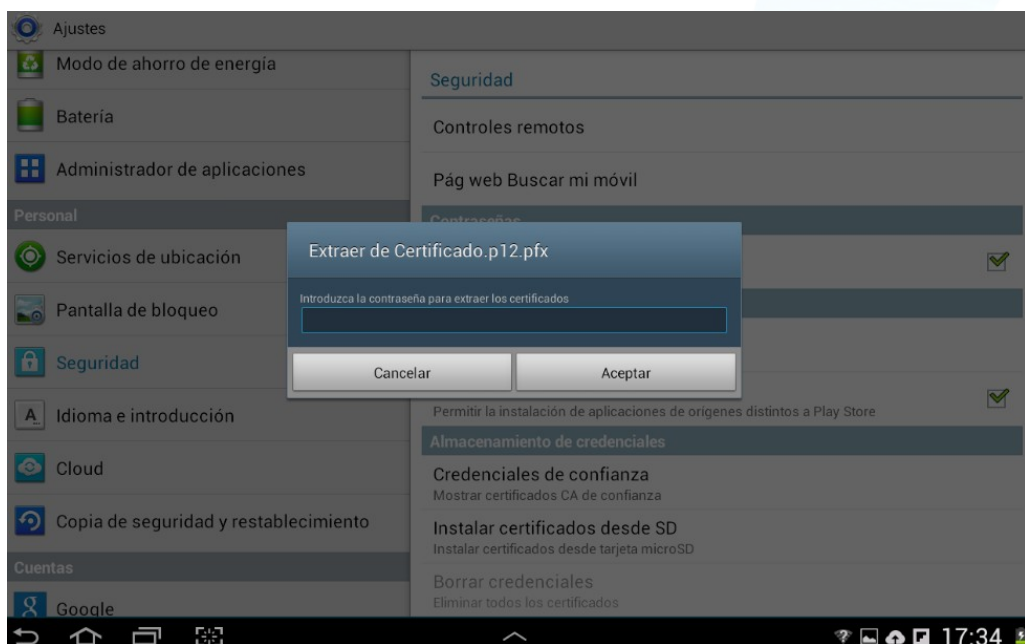 Ajustes
Modo de ahorro de energía
Batería
Administrador de aplicaciones
Personal
Servicios de ubicación
Pantalla de bloqueo
Seguridad
Idioma e introducción
Cloud
Copia de seguridad y restablecimiento
Cuentas
Google
Seguridad
Controles remotos
Pág web Buscar mi móvil
Contraseñas
Extraer de Certificado.p12.pfx
Introduzca la contraseña para extraer los certificados
Cancelar
Aceptar
Permitir la instalación de aplicaciones de orígenes distintos a Play Store
Almacenamiento de credenciales
Credenciales de confianza
Mostrar certificados CA de confianza
Instalar certificados desde SD
Instalar certificados desde tarjeta microSD
Borrar credenciales
Eliminar todos los certificados
17:34